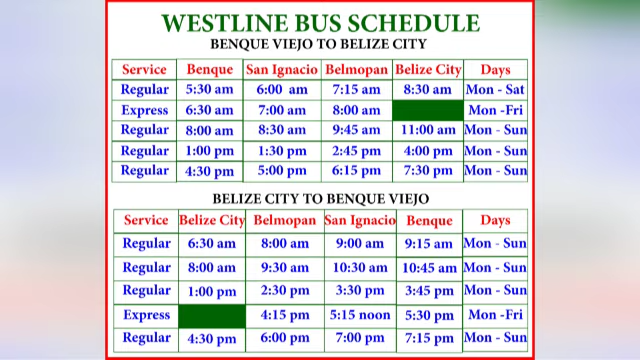 WESTLINE BUS SCHEDULE
BENQUE VIEJO TO BELIZE CITY
Service Benque San Ignacio Belmopan Belize City Days
Regular 5:30 am 6:00 am 7:15 am 8:30 am Mon - Sat
Express 6:30 am 7:00 am 8:00 am Mon -Fri
Regular 8:00 am 8:30 am 9:45 am 11:00 am Mon - Sun
Regular 1:00 pm 1:30 pm 2:45 pm 4:00 pm Mon - Sun
Regular 4:30 pm 5:00 pm 6:15 pm 7:30 pm Mon - Sun
BELIZE CITY TO BENQUE VIEJO
Service Belize City Belmopan San Ignacio Benque Days
Regular 6:30 am 8:00 am 9:00 am 9:15 am Mon - Sun
Regular 8:00 am 9:30 am 10:30 am 10:45 am Mon - Sun
Regular 1:00 pm 2:30 pm 3:30 pm 3:45 pm Mon - Sun
Express 4:15 pm 5:15 noon 5:30 pm Mon -Fri
Regular 4:30 pm 6:00 pm 7:00 pm 7:15 pm Mon - Sun